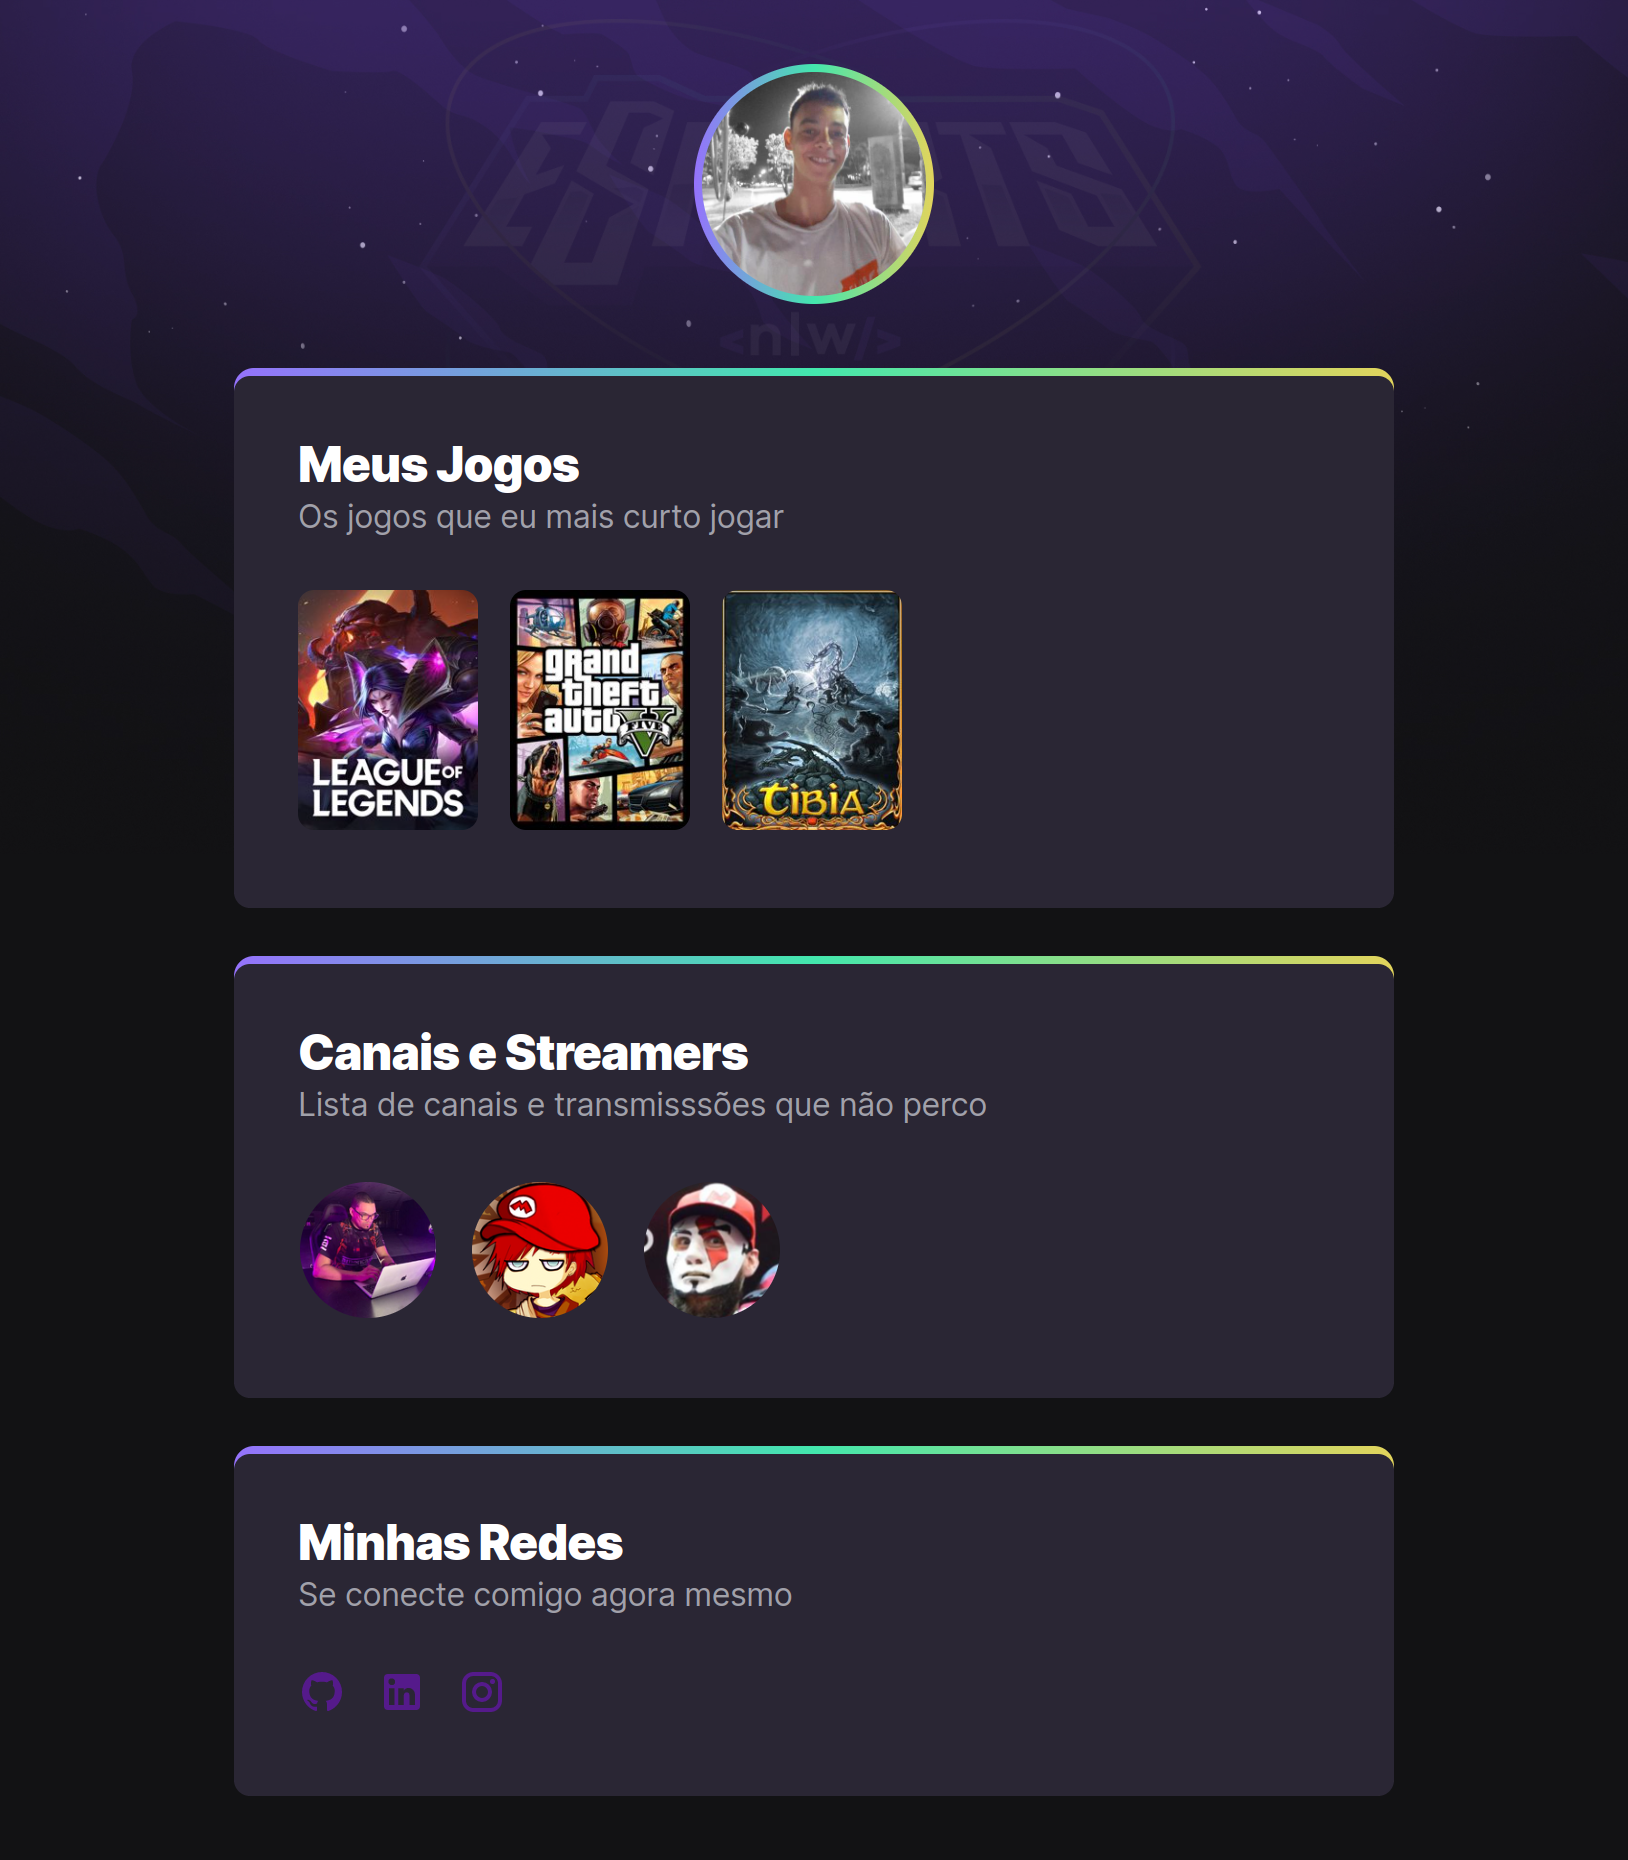 ESPORTS
<nlw/>
Meus Jogos
Os jogos que eu mais curto jogar
LEAGUE OF
LEGENDS
grand
theft
auto
FIVE
TIBIA
Canais e Streamers
Lista de canais e transmisssões que não perco
Minhas Redes
Se conecte comigo agora mesmo
in